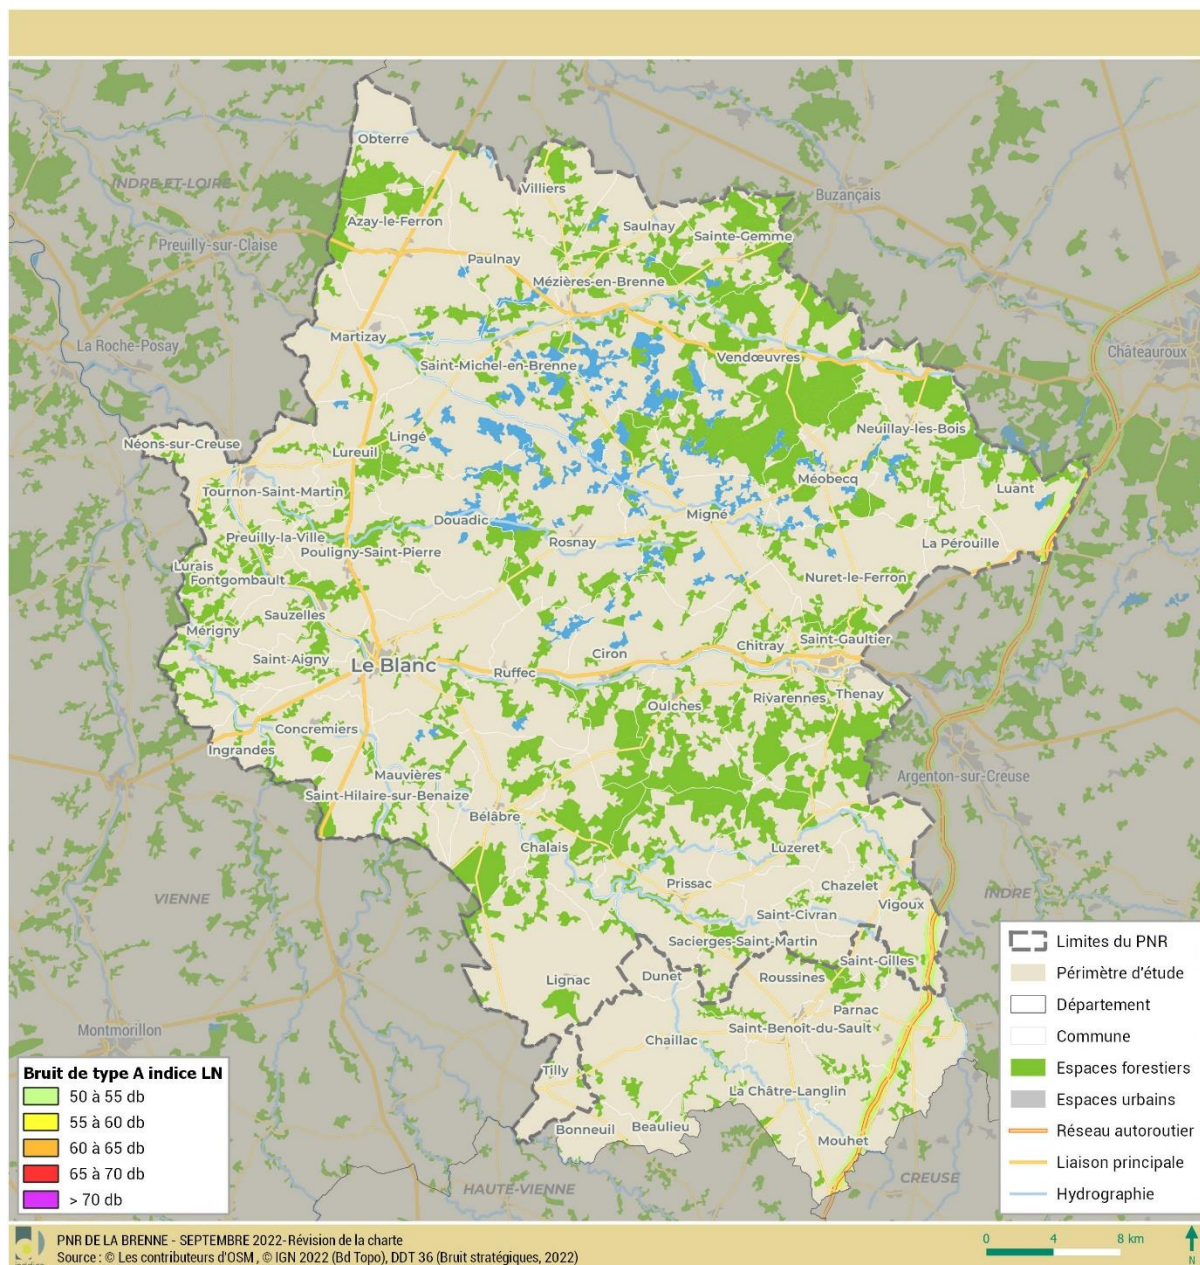 Obterre
INDRE-ET-LOIRE
Villiers
Buzançais
Azay-le-Ferron
Saulnay
Sainte-Gemme
Preuilly-sur-Claise
Paulnay
Mézières-en-Brenne
Martizay
La Roche-Posay
Châteauroux
Vendœuvres
Saint-Michel-en-Brenne
Néons-sur-Creuse
Lingé
Neuillay-les-Bois
Lureuil
Tournon-Saint-Martin
Méobecq
Luant
Douadic
Migné
Preuilly-la-Ville
Rosnay
La Pérouille
Pouligny-Saint-Pierre
Lurais
Fontgombault
Nuret-le-Ferron
Sauzelles
Mérigny
Saint-Gaultier
Chitray
Saint-Aigny
Le Blanc
Ciron
Ruffec
Rivarennes
Thenay
Oulches
Concremiers
Ingrandes
Mauvières
Argenton-sur-Creuse
Saint-Hilaire-sur-Benaize
Bélâbre
Chalais
Luzeret
Prissac
Chazelet
VIENNE
INDRE
Vigoux
Saint-Civran
Sacierges-Saint-Martin
Saint-Gilles
Lignac
Dunet
Roussines
Parnac
Montmorillon
Saint-Benoît-du-Sault
Chaillac
Tilly
La Châtre-Langlin
Bonneuil
Beaulieu
Mouhet
HAUTE-VIENNE
CREUSE
Limites du PNR
Périmètre d'étude
Département
Commune
Espaces forestiers
Espaces urbains
Réseau autoroutier
Liaison principale
Hydrographie
Bruit de type A indice LN
50 à 55 db
55 à 60 db
60 à 65 db
65 à 70 db
> 70 db
PNR DE LA BRENNE - SEPTEMBRE 2022-Révision de la charte
Source : © Les contributeurs d'OSM , © IGN 2022 (Bd Topo), DDT 36 (Bruit stratégiques, 2022)
0 4 8 km
N